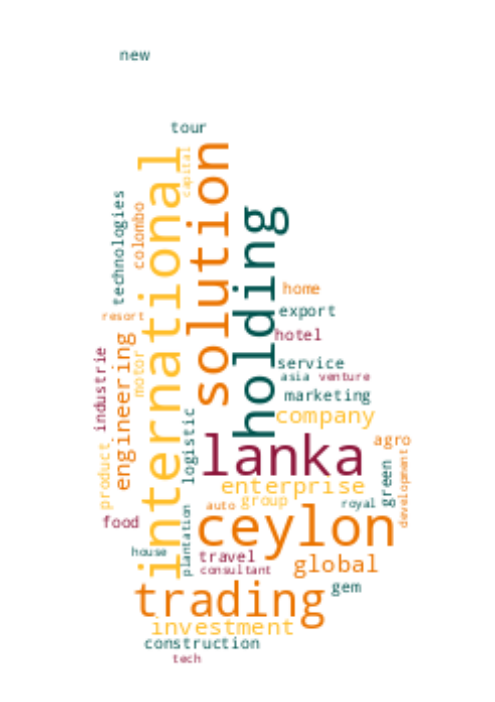 new
tour
international
capital
solution
technologies
colombo
holding
home
resort
export
engineering
hotel
industrie
motor
service
asia
venture
marketing
company
logistic
lanka
agro
product
enterprise
green
development
group
auto
royal
food
plantation
ceylon
house
travel
consultant
global
trading
gem
investment
construction
tech